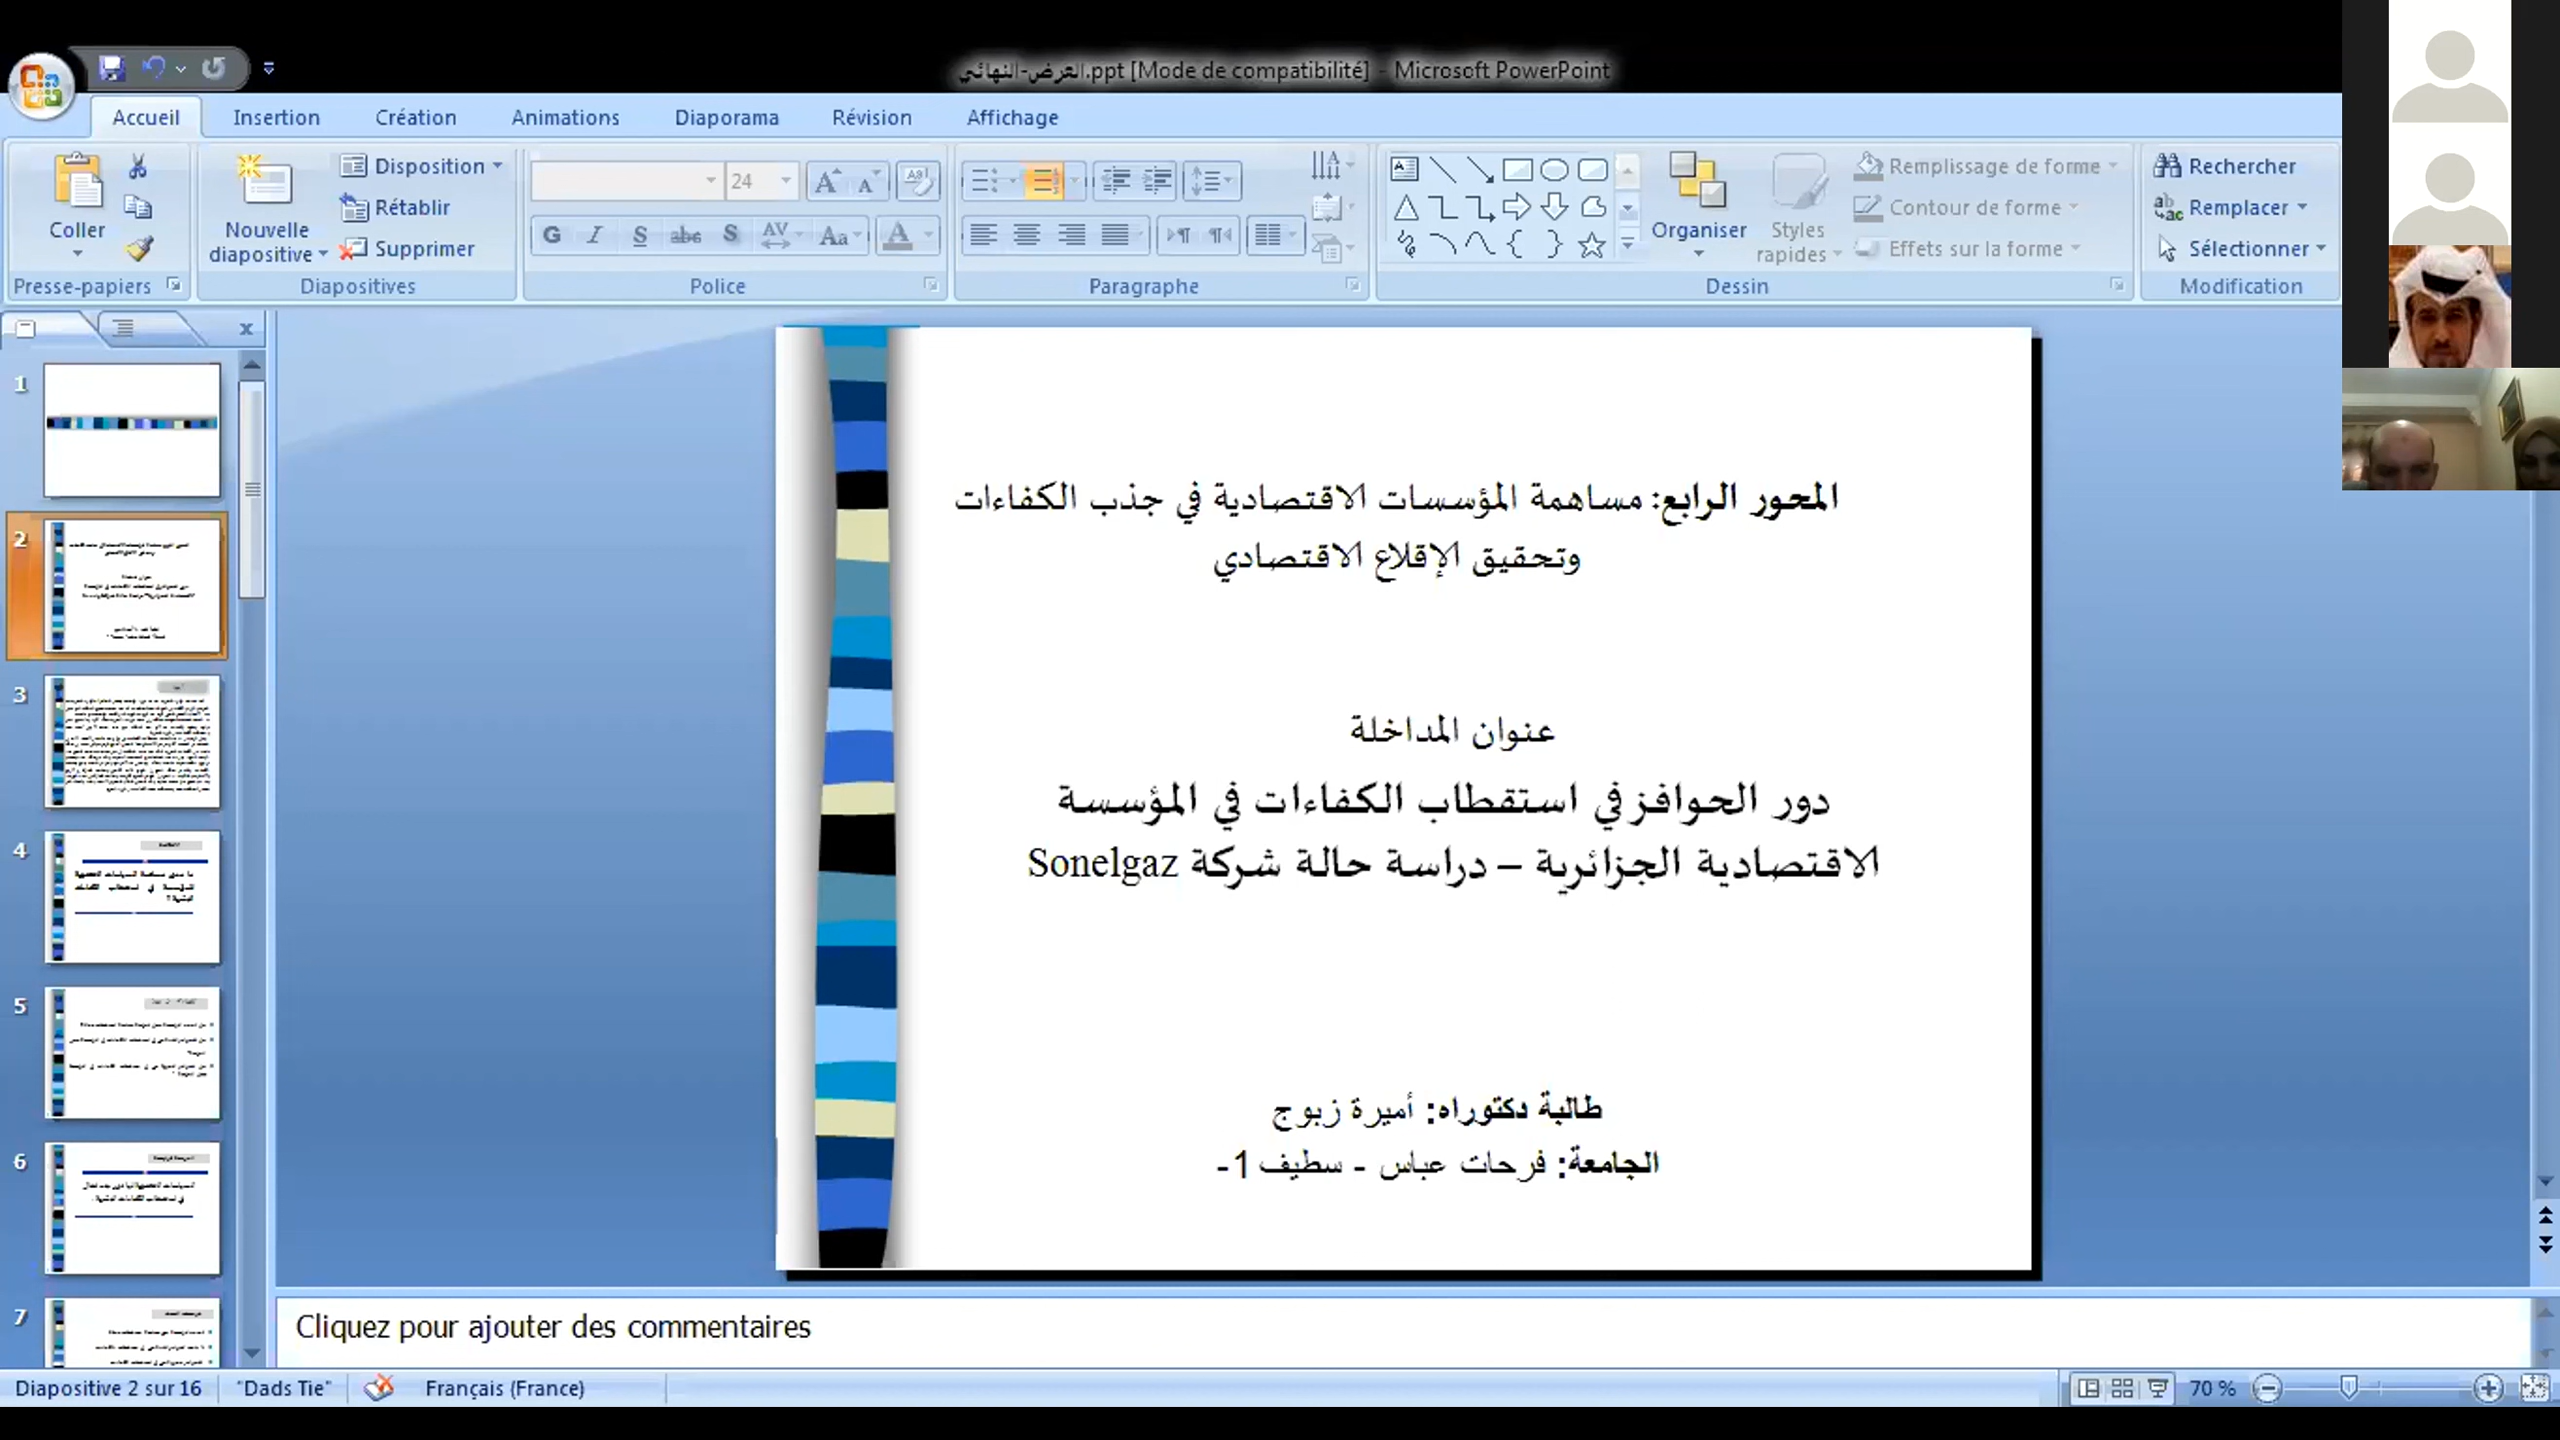 العرض-النهائي.ppt [Mode de compatibilité] - Microsoft PowerPoint
Accueil Insertion Création Animations Diaporama Révision Affichage
Coller
Presse-papiers
Nouvelle diapositive
Disposition
Rétablir
Supprimer
Diapositives
24
G I S abc S AV Aa A
Police
Paragraphe
Organiser
Styles rapides
Remplissage de forme
Contour de forme
Effets sur la forme
Dessin
Rechercher
Remplacer
Sélectionner
Modification
1
2
3
4
5
6
7
المحور الرابع: مساهمة المؤسسات الاقتصادية في جذب الكفاءات
وتحقيق الإقلاع الاقتصادي
عنوان المداخلة
دور الحوافز في استقطاب الكفاءات في المؤسسة
الاقتصادية الجزائرية – دراسة حالة شركة Sonelgaz
طالبة دكتوراه: أميرة زبوج
الجامعة: فرحات عباس - سطيف 1-
Cliquez pour ajouter des commentaires
Diapositive 2 sur 16 "Dads Tie" Français (France) 70 %